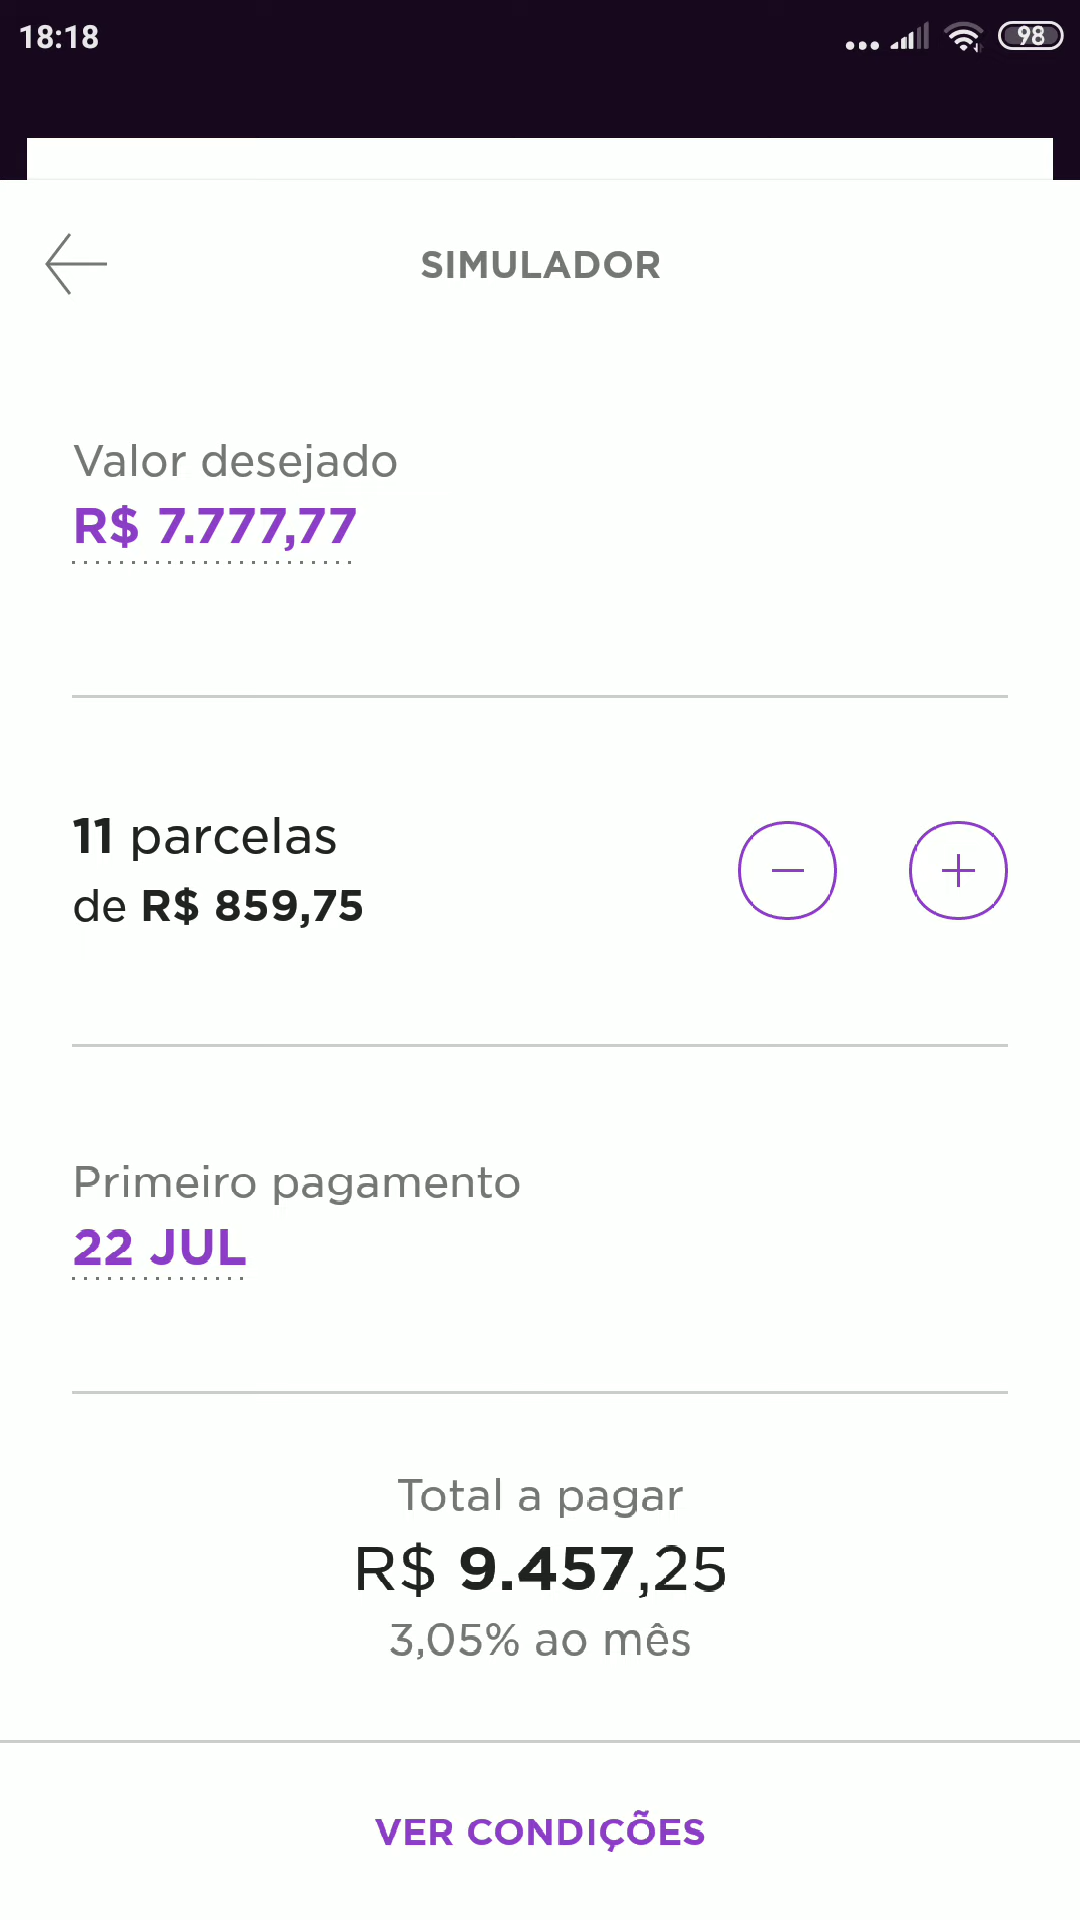 18:18
98
SIMULADOR
Valor desejado
R$ 7.777,77
11 parcelas
de R$ 859,75
Primeiro pagamento
22 JUL
Total a pagar
R$ 9.457,25
3,05% ao mês
VER CONDIÇÕES